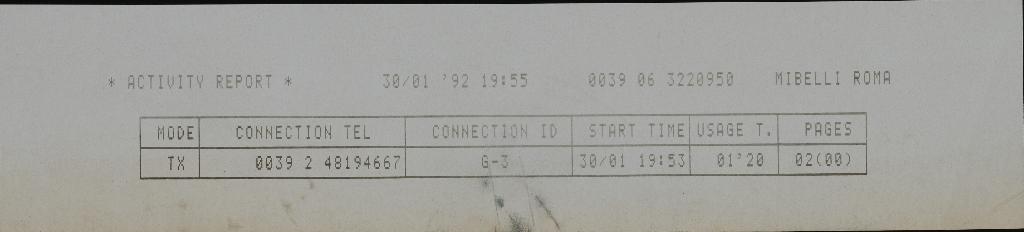 * ACTIVITY REPORT * 30/01 '92 19:55 0039 06 3220950 MIBELLI ROMA
MODE CONNECTION TEL CONNECTION ID START TIME USAGE T. PAGES
TX 0039 2 48194667 G-3 30/01 19:53 01'20 02(00)